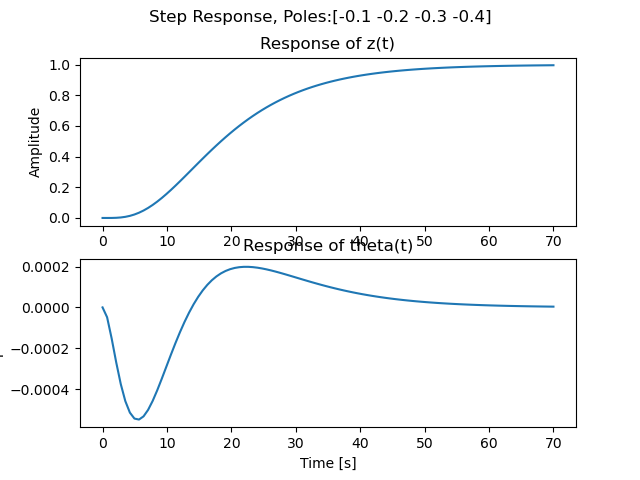 Step Response, Poles:[-0.1 -0.2 -0.3 -0.4]
Response of z(t)
Amplitude
1.0
0.8
0.6
0.4
0.2
0.0
0 10 20 30 40 50 60 70
Response of theta(t)
0.0002
0.0000
−0.0002
−0.0004
0 10 20 30 40 50 60 70
Time [s]